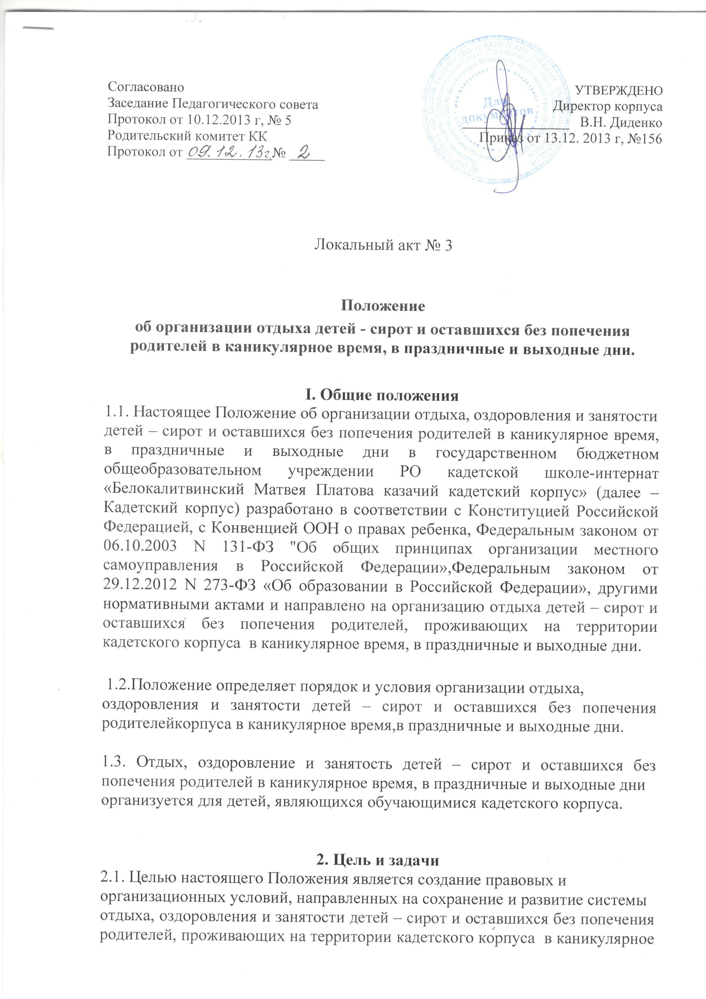 Согласовано
Заседание Педагогического совета
Протокол от 10.12.2013 г, № 5
Родительский комитет КК
Протокол от 09.12.13г № 2
УТВЕРЖДЕНО
Директор корпуса
В.Н. Диденко
Приказ от 13.12. 2013 г, №156
Для
документов
ИНН 6142015607
Локальный акт № 3
Положение
об организации отдыха детей - сирот и оставшихся без попечения
родителей в каникулярное время, в праздничные и выходные дни.
I. Общие положения
1.1. Настоящее Положение об организации отдыха, оздоровления и занятости
детей – сирот и оставшихся без попечения родителей в каникулярное время,
в праздничные и выходные дни в государственном бюджетном
общеобразовательном учреждении РО кадетской школе-интернат
«Белокалитвинский Матвея Платова казачий кадетский корпус» (далее –
Кадетский корпус) разработано в соответствии с Конституцией Российской
Федерацией, с Конвенцией ООН о правах ребенка, Федеральным законом от
06.10.2003 N 131-ФЗ "Об общих принципах организации местного
самоуправления в Российской Федерации»,Федеральным законом от
29.12.2012 N 273-ФЗ «Об образовании в Российской Федерации», другими
нормативными актами и направлено на организацию отдыха детей – сирот и
оставшихся без попечения родителей, проживающих на территории
кадетского корпуса в каникулярное время, в праздничные и выходные дни.
1.2.Положение определяет порядок и условия организации отдыха,
оздоровления и занятости детей – сирот и оставшихся без попечения
родителейкорпуса в каникулярное время,в праздничные и выходные дни.
1.3. Отдых, оздоровление и занятость детей – сирот и оставшихся без
попечения родителей в каникулярное время, в праздничные и выходные дни
организуется для детей, являющихся обучающимися кадетского корпуса.
2. Цель и задачи
2.1. Целью настоящего Положения является создание правовых и
организационных условий, направленных на сохранение и развитие системы
отдыха, оздоровления и занятости детей – сирот и оставшихся без попечения
родителей, проживающих на территории кадетского корпуса в каникулярное